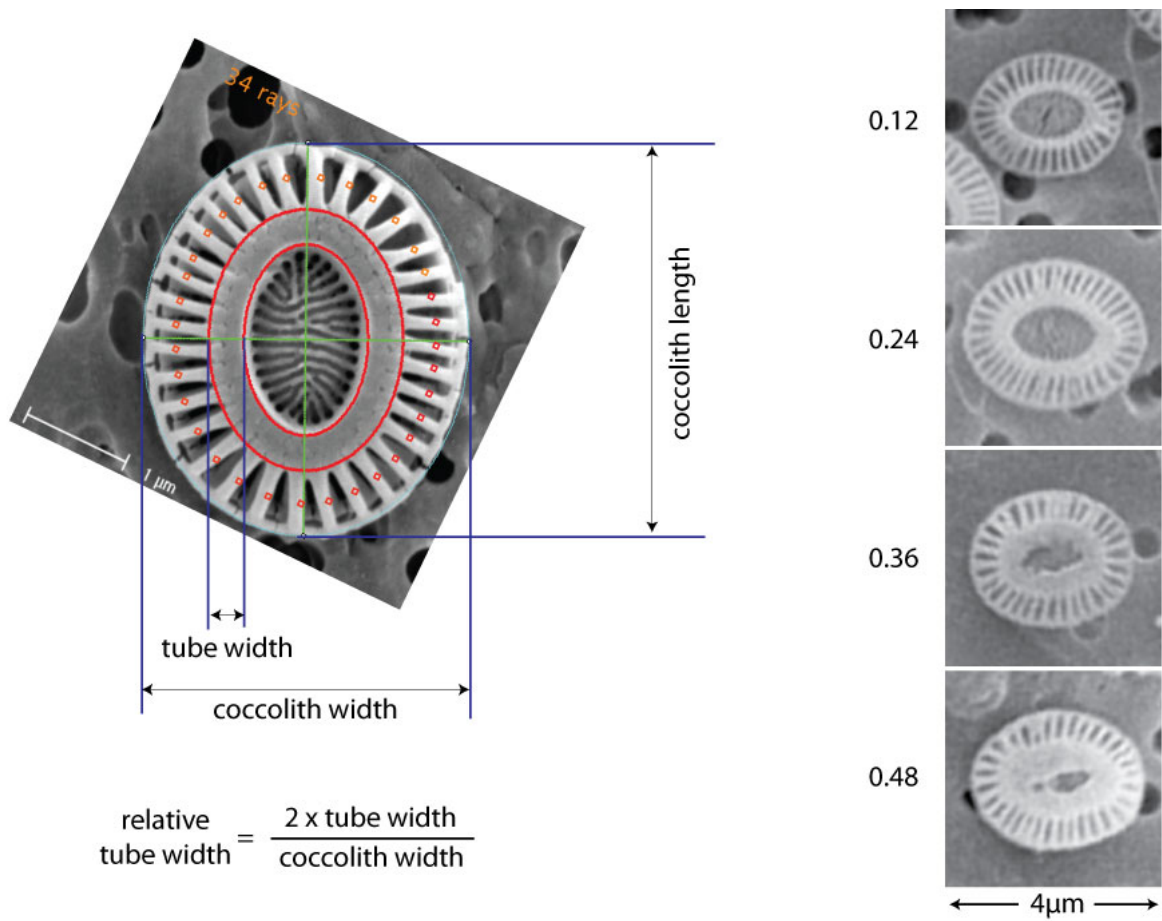 34 rays
1 μm
coccolith length
tube width
coccolith width
relative
tube width
=
2 x tube width
coccolith width
0.12
0.24
0.36
0.48
4μm